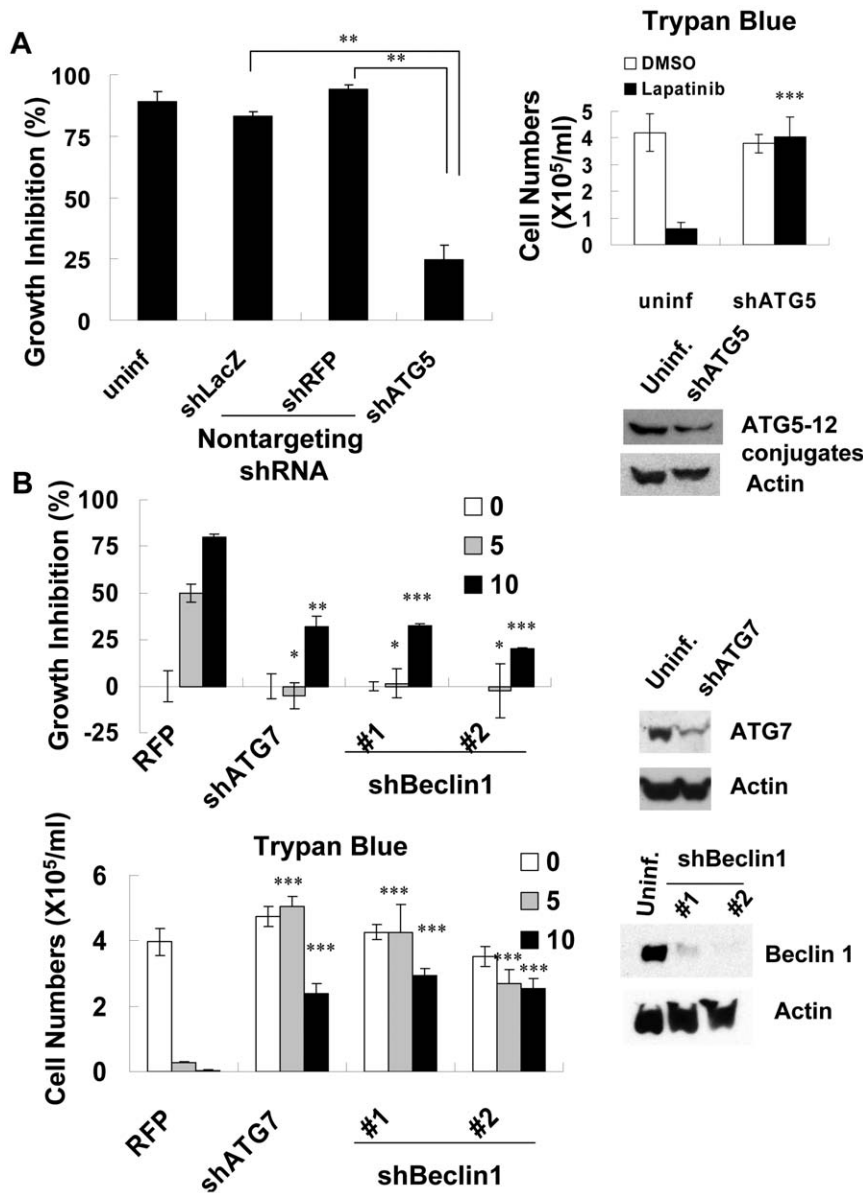 A
**
**
100
75
50
25
0
Growth Inhibition (%)
uninf
shLacZ
shRFP
shATG5
Nontargeting
shRNA
Trypan Blue
DMSO
Lapatinib
***
5
4
3
2
1
0
Cell Numbers
(X10⁵/ml)
uninf shATG5
Uninf.
shATG5
ATG5-12
conjugates
Actin
B
100
75
50
25
0
-25
Growth Inhibition (%)
0
5
10
*
**
*
***
*
***
RFP
shATG7
#1
#2
shBeclin1
Uninf.
shATG7
ATG7
Actin
Trypan Blue
6
4
2
0
Cell Numbers (X10⁵/ml)
0
5
10
***
***
***
***
***
***
RFP
shATG7
#1
#2
shBeclin1
Uninf.
shBeclin1
#1
#2
Beclin 1
Actin